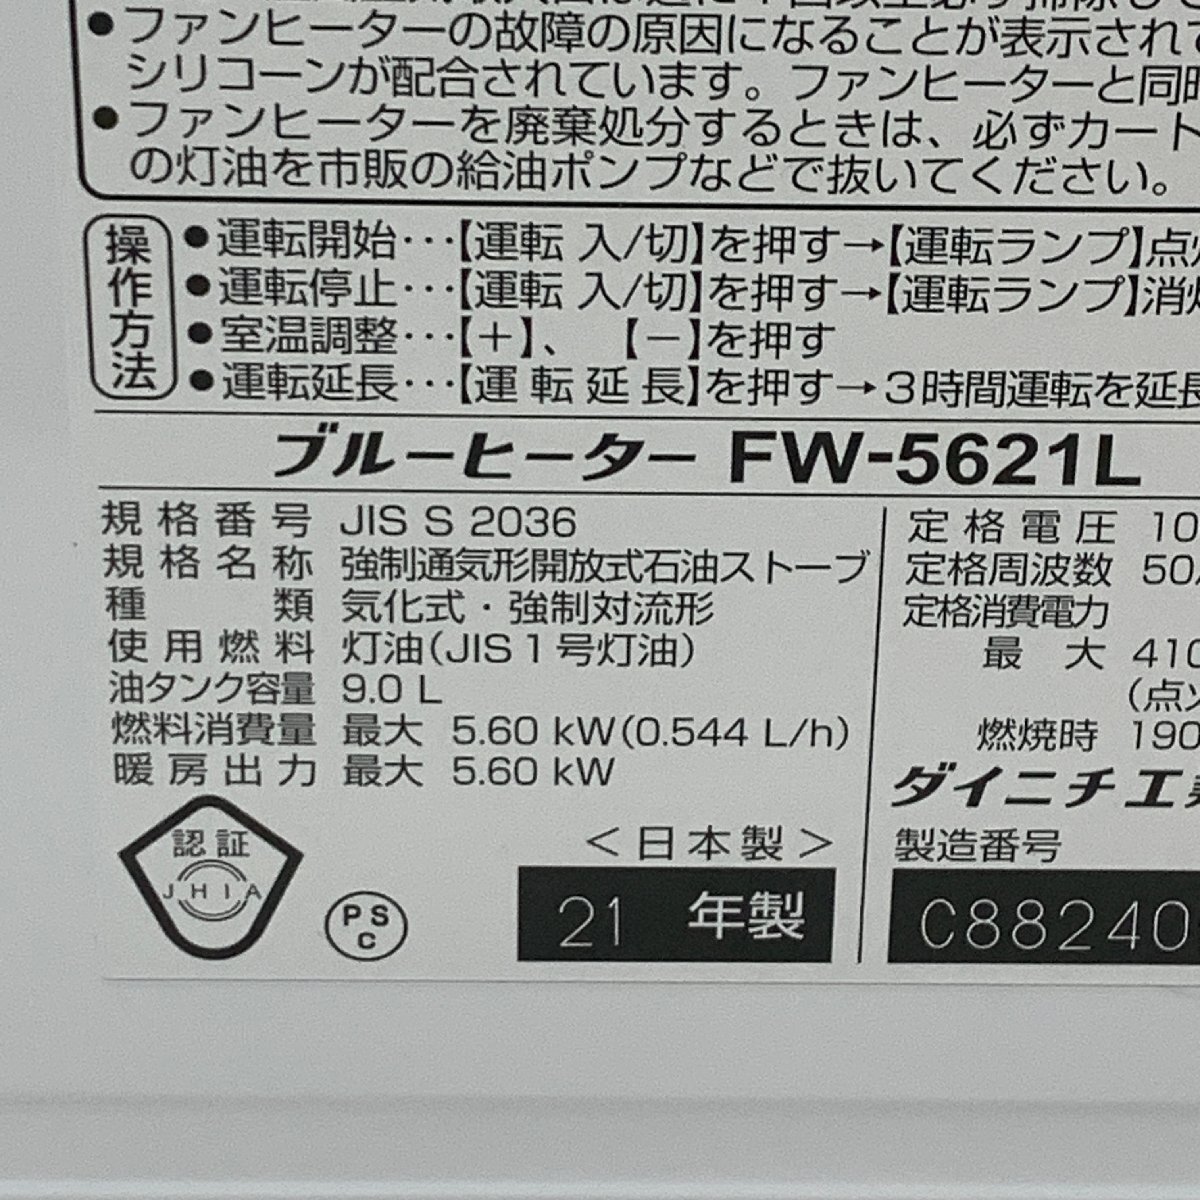 ●ファンヒーターの故障の原因になることが表示されて
シリコーンが配合されています。ファンヒーターと同時
●ファンヒーターを廃棄処分するときは、必ずカート
の灯油を市販の給油ポンプなどで抜いてください。
操作方法
●運転開始…【運転 入/切】を押す→【運転ランプ】点灯
●運転停止…【運転 入/切】を押す→【運転ランプ】消灯
●室温調整…【＋】、【－】を押す
●運転延長…【運転延長】を押す→3時間運転を延長
ブルーヒーター FW-5621L
規格番号 JIS S 2036
規格名称 強制通気形開放式石油ストーブ
種類 気化式・強制対流形
使用燃料 灯油(JIS1号灯油)
油タンク容量 9.0 L
燃料消費量 最大 5.60 kW(0.544 L/h)
暖房出力 最大 5.60 kW
認証
JHIA
PS
C
<日本製>
21 年製
定格電圧 10
定格周波数 50
定格消費電力
最大 410
(点火
燃焼時 190
ダイニチ工業
製造番号
C88240